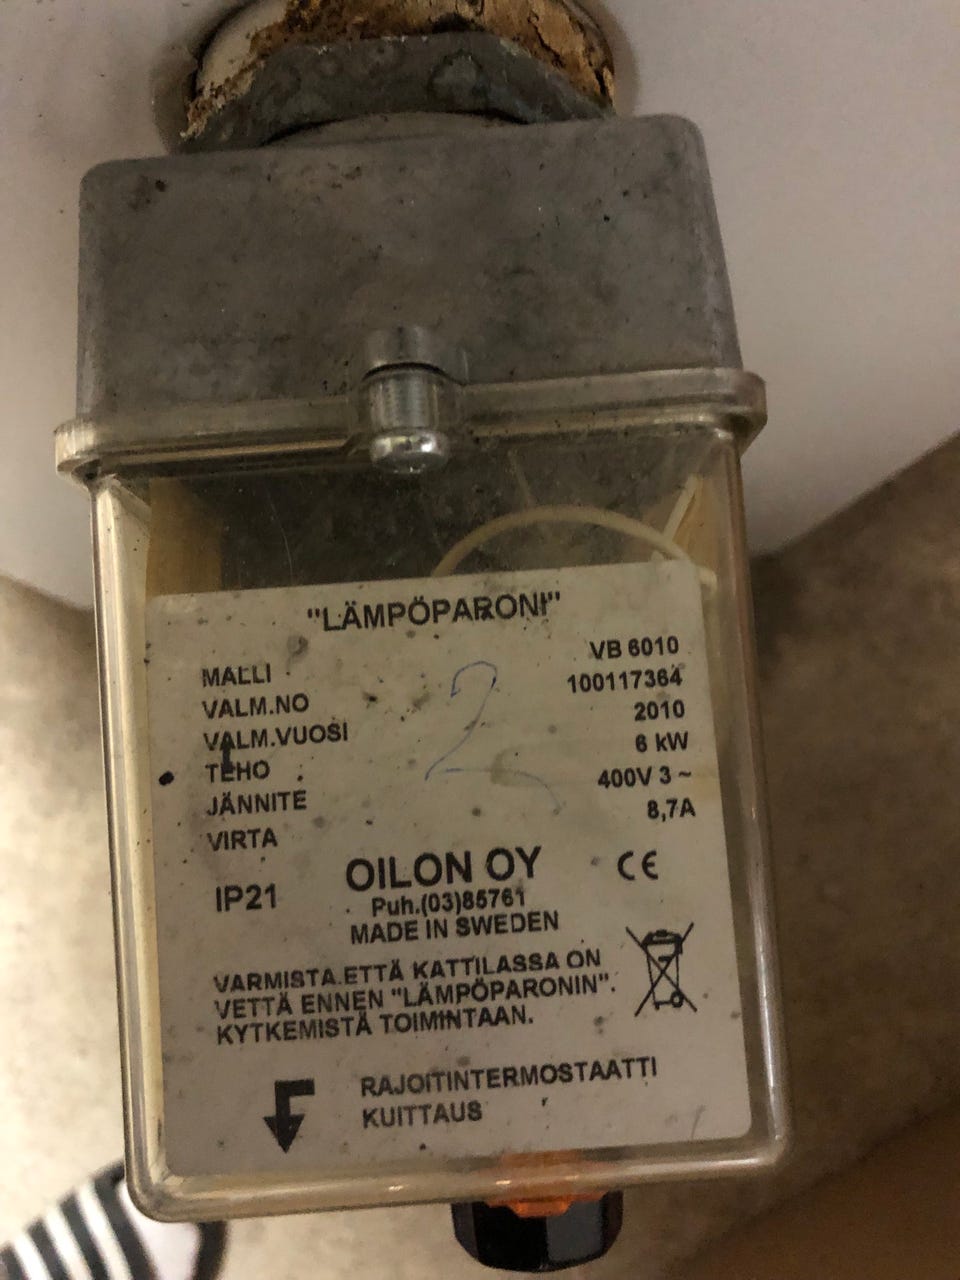 "LÄMPÖPARONI"
MALLI VB 6010
VALM.NO 100117364
VALM.VUOSI 2010
TEHO 6 kW
JÄNNITE 400V 3 ~
VIRTA 8,7A
2
IP21 OILON OY CE
Puh.(03)85761
MADE IN SWEDEN
VARMISTA.ETTÄ KATTILASSA ON
VETTÄ ENNEN "LÄMPÖPARONIN".
KYTKEMISTÄ TOIMINTAAN.
RAJOITINTERMOSTAATTI
KUITTAUS